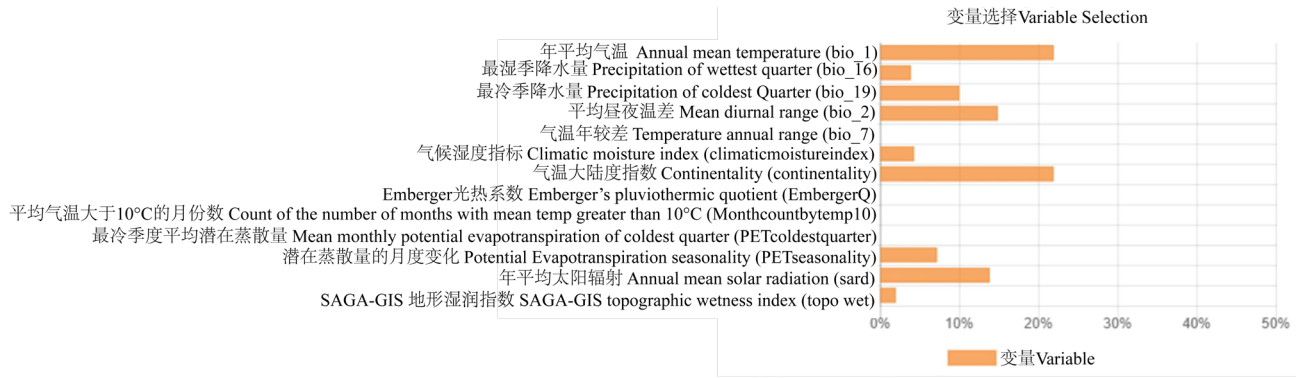 变量选择Variable Selection
年平均气温 Annual mean temperature (bio_1)
最湿季降水量 Precipitation of wettest quarter (bio_16)
最冷季降水量 Precipitation of coldest Quarter (bio_19)
平均昼夜温差 Mean diurnal range (bio_2)
气温年较差 Temperature annual range (bio_7)
气候湿度指标 Climatic moisture index (climaticmoistureindex)
气温大陆度指数 Continentality (continentality)
Emberger光热系数 Emberger’s pluviothermic quotient (EmbergerQ)
平均气温大于10°C的月份数 Count of the number of months with mean temp greater than 10°C (Monthcountbytemp10)
最冷季度平均潜在蒸散量 Mean monthly potential evapotranspiration of coldest quarter (PETcoldestquarter)
潜在蒸散量的月度变化 Potential Evapotranspiration seasonality (PETseasonality)
年平均太阳辐射 Annual mean solar radiation (sard)
SAGA-GIS 地形湿润指数 SAGA-GIS topographic wetness index (topo wet)
0% 10% 20% 30% 40% 50%
变量Variable